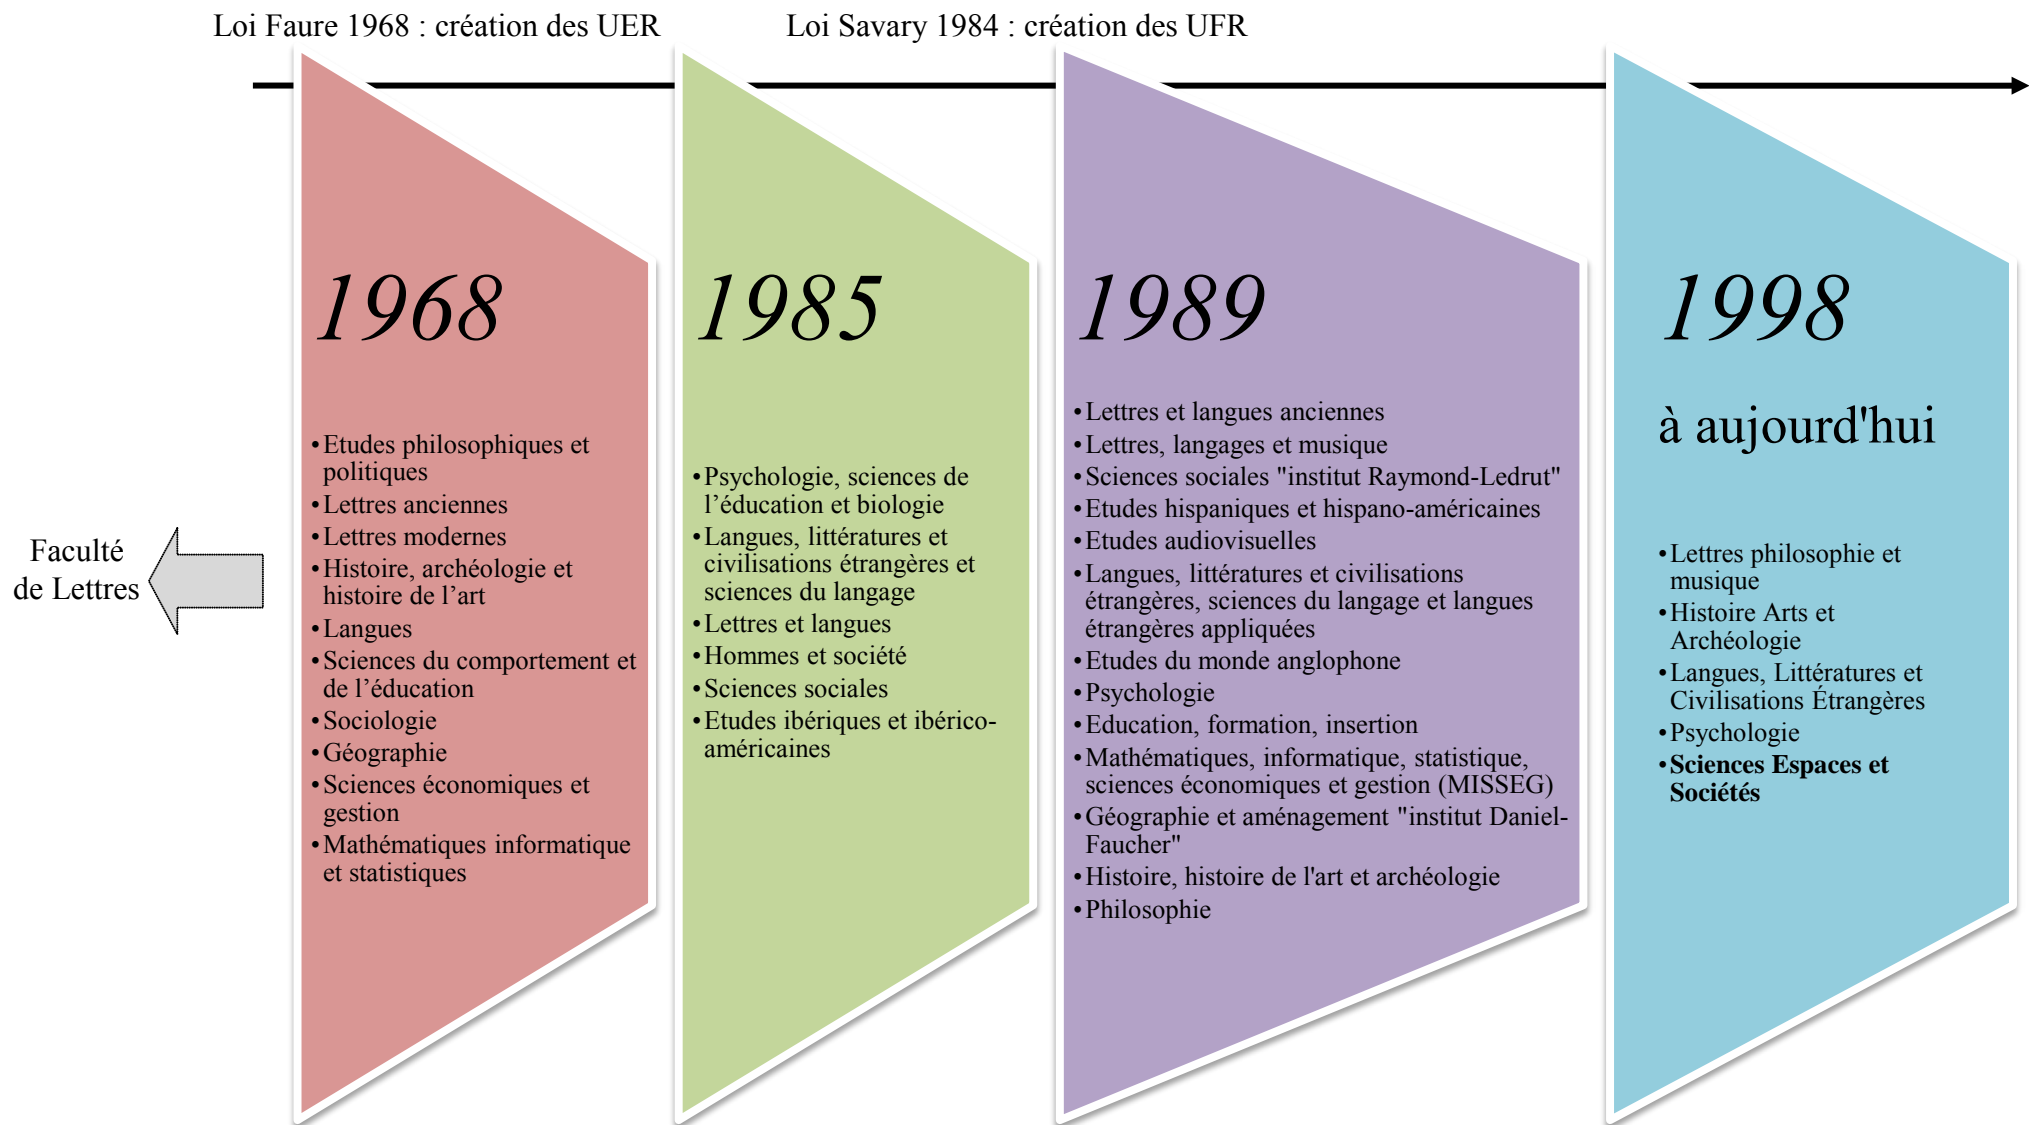 Loi Faure 1968 : création des UER
Loi Savary 1984 : création des UFR
Faculté
de Lettres
1968
•Etudes philosophiques et
politiques
•Lettres anciennes
•Lettres modernes
•Histoire, archéologie et
histoire de l'art
•Langues
•Sciences du comportement et
de l’éducation
•Sociologie
•Géographie
•Sciences économiques et
gestion
•Mathématiques informatique
et statistiques
1985
•Psychologie, sciences de
l’éducation et biologie
•Langues, littératures et
civilisations étrangères et
sciences du langage
•Lettres et langues
•Hommes et société
•Sciences sociales
•Etudes ibériques et ibérico-
américaines
1989
•Lettres et langues anciennes
•Lettres, langages et musique
•Sciences sociales "institut Raymond-Ledrut"
•Etudes hispaniques et hispano-américaines
•Etudes audiovisuelles
•Langues, littératures et civilisations
étrangères, sciences du langage et langues
étrangères appliquées
•Etudes du monde anglophone
•Psychologie
•Education, formation, insertion
•Mathématiques, informatique, statistique,
sciences économiques et gestion (MISSEG)
•Géographie et aménagement "institut Daniel-
Faucher"
•Histoire, histoire de l'art et archéologie
•Philosophie
1998
à aujourd'hui
•Lettres philosophie et
musique
•Histoire Arts et
Archéologie
•Langues, Littératures et
Civilisations Étrangères
•Psychologie
•Sciences Espaces et
Sociétés